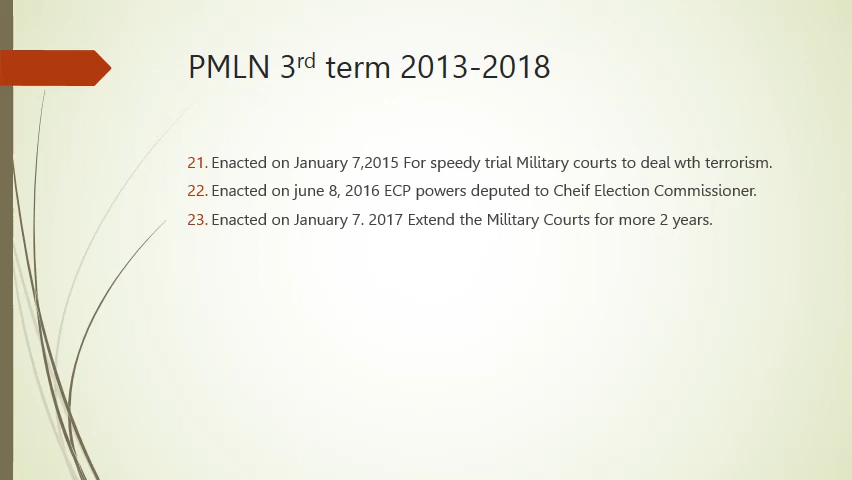 PMLN 3rd term 2013-2018
21. Enacted on January 7,2015 For speedy trial Military courts to deal wth terrorism.
22. Enacted on june 8, 2016 ECP powers deputed to Cheif Election Commissioner.
23. Enacted on January 7. 2017 Extend the Military Courts for more 2 years.